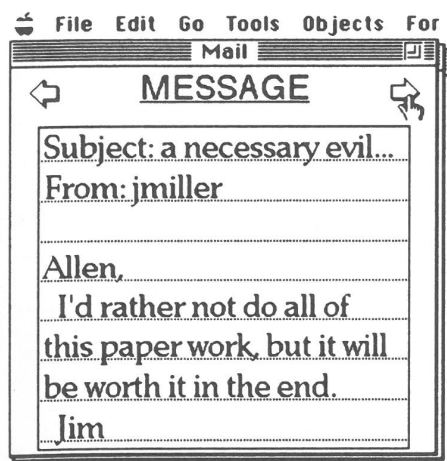 File Edit Go Tools Objects For
Mail
MESSAGE
Subject: a necessary evil...
From: jmiller
Allen,
I'd rather not do all of
this paper work, but it will
be worth it in the end.
Jim